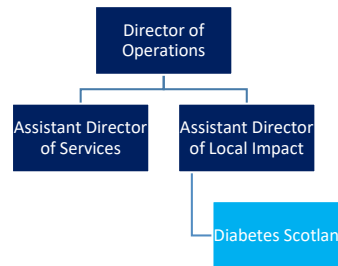 Director of
Operations
Assistant Director
of Services
Assistant Director
of Local Impact
Diabetes Scotlan